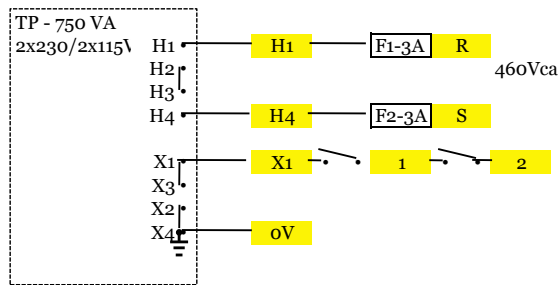 TP - 750 VA
2x230/2x115V
H1 H1 F1-3A R
H2 460Vca
H3
H4 H4 F2-3A S
X1 X1 1 2
X3
X2
X4 0V